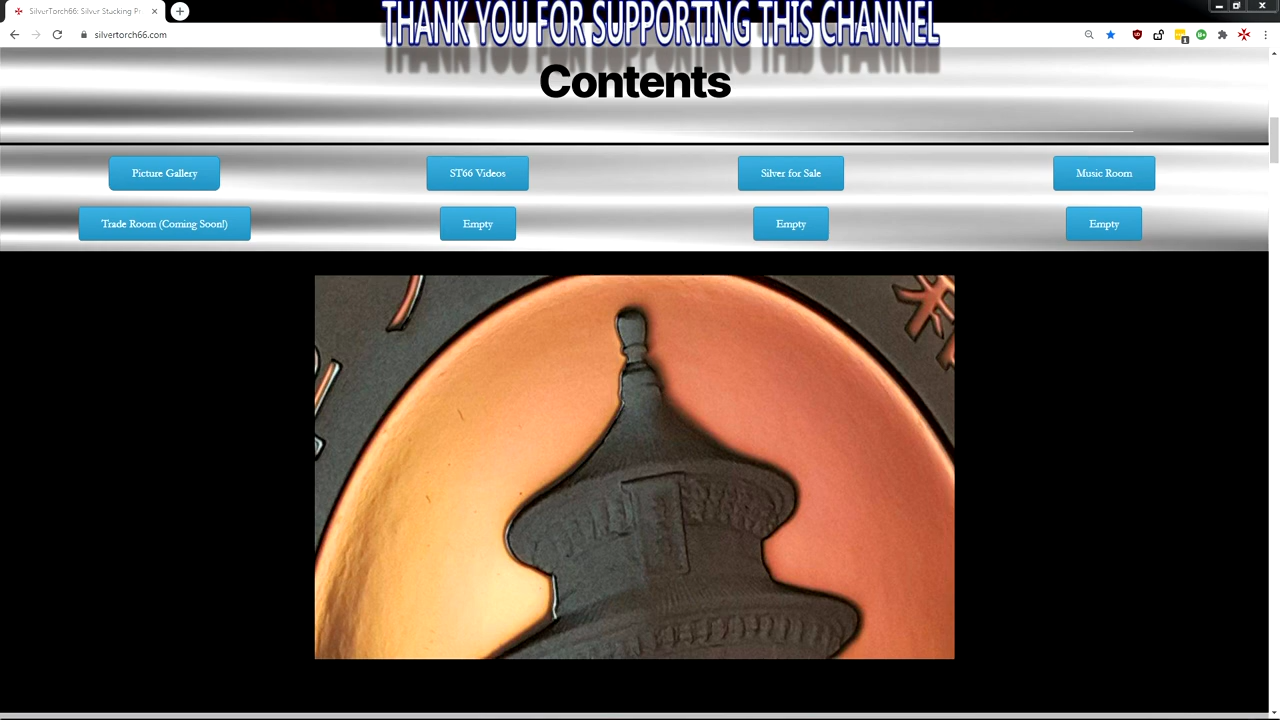 SilverTorch66: Silver Stacking Pr
THANK YOU FOR SUPPORTING THIS CHANNEL
silvertorch66.com
Contents
Picture Gallery
ST66 Videos
Silver for Sale
Music Room
Trade Room (Coming Soon!)
Empty
Empty
Empty